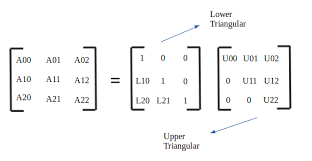 Lower
Triangular
A00 A01 A02 1 0 0 U00 U01 U02
A10 A11 A12 = L10 1 0 0 U11 U12
A20 A21 A22 L20 L21 1 0 0 U22
Upper
Triangular